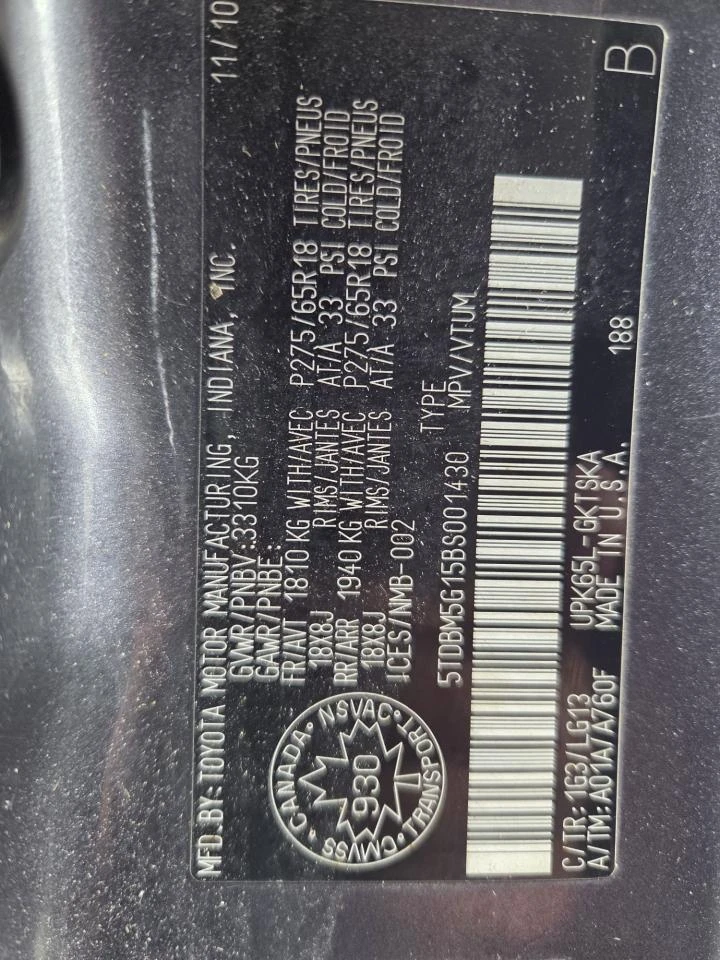 MFD.BY:TOYOTA MOTOR MANUFACTURING, INDIANA, INC. 11/10
GVWR/PNBV:3310KG
GAWR/PNBE:
FR/AVT 1810 KG WITH/AVEC P275/65R18 TIRES/PNEUS
18X8J RIMS/JANTES AT/A 33 PSI COLD/FROID
RR/ARR 1940 KG WITH/AVEC P275/65R18 TIRES/PNEUS
18X8J RIMS/JANTES AT/A 33 PSI COLD/FROID
ICES/NMB-002
5TDBM5G15BS001430 TYPE MPV/VTUM
CANADA · NSVAC · TRANSPORT · CMVSS
930
T
C/TR: 1G3/LG13 UPK65L-GKTSKA
A/TM:A01A/A760F MADE IN U.S.A. 188
B